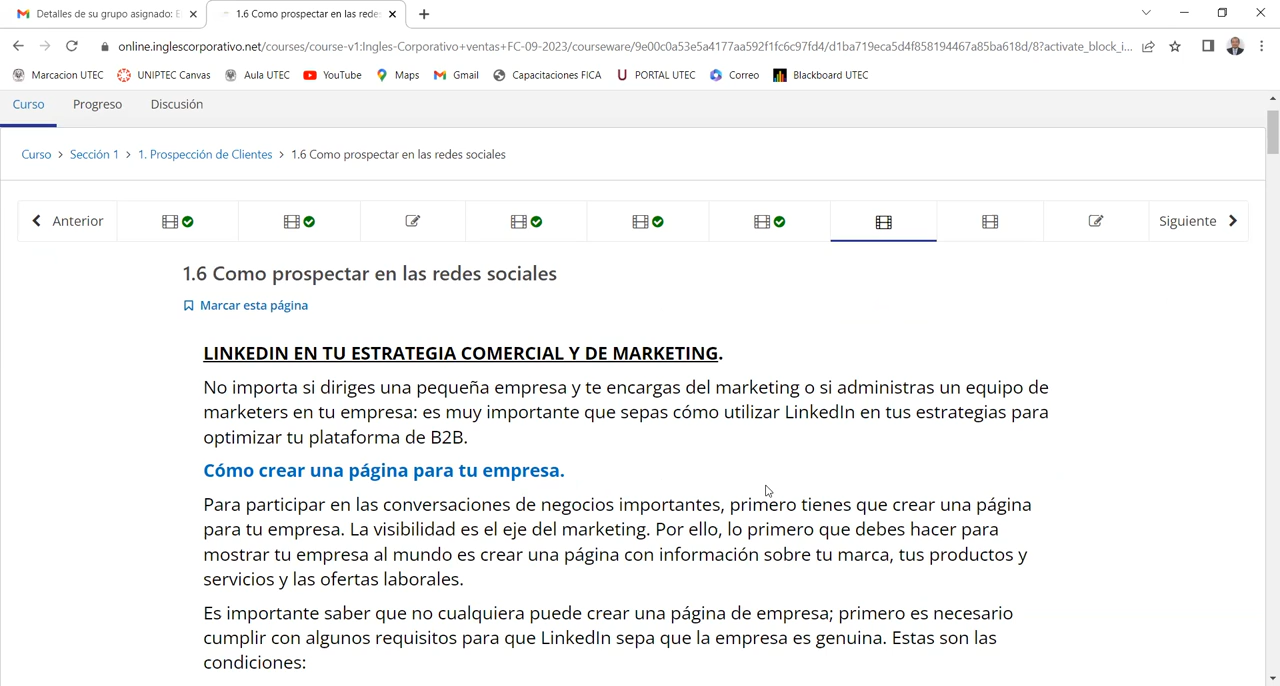 Detalles de su grupo asignado: E
1.6 Como prospectar en las redes
online.inglescorporativo.net/courses/course-v1:Ingles-Corporativo+ventas+FC-09-2023/courseware/9e00c0a53e5a4177aa592f1fc6c97fd4/d1ba719eca5d4f858194467a85ba618d/8?activate_block_i...
Marcacion UTEC UNIPTEC Canvas Aula UTEC YouTube Maps Gmail Capacitaciones FICA PORTAL UTEC Correo Blackboard UTEC
Curso Progreso Discusión
Curso > Sección 1 > 1. Prospección de Clientes > 1.6 Como prospectar en las redes sociales
Anterior Siguiente
1.6 Como prospectar en las redes sociales
Marcar esta página
LINKEDIN EN TU ESTRATEGIA COMERCIAL Y DE MARKETING.
No importa si diriges una pequeña empresa y te encargas del marketing o si administras un equipo de
marketers en tu empresa: es muy importante que sepas cómo utilizar LinkedIn en tus estrategias para
optimizar tu plataforma de B2B.
Cómo crear una página para tu empresa.
Para participar en las conversaciones de negocios importantes, primero tienes que crear una página
para tu empresa. La visibilidad es el eje del marketing. Por ello, lo primero que debes hacer para
mostrar tu empresa al mundo es crear una página con información sobre tu marca, tus productos y
servicios y las ofertas laborales.
Es importante saber que no cualquiera puede crear una página de empresa; primero es necesario
cumplir con algunos requisitos para que LinkedIn sepa que la empresa es genuina. Estas son las
condiciones: